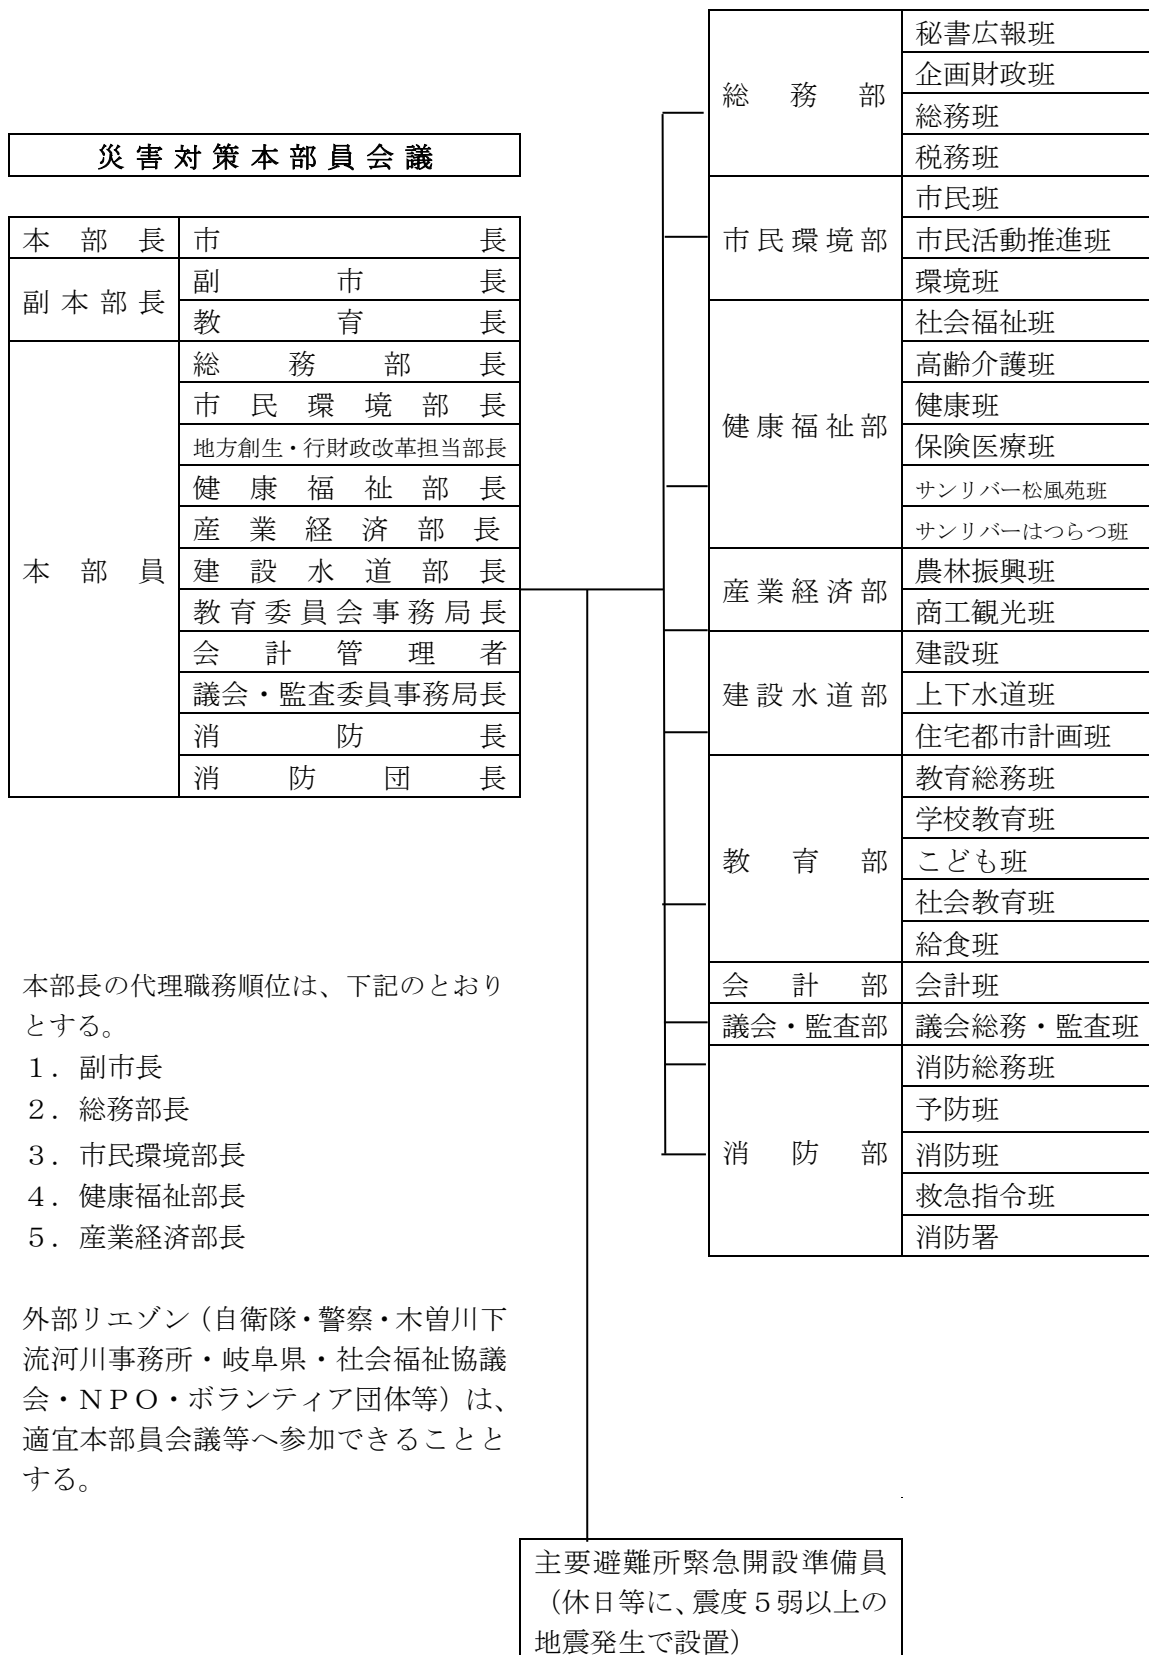 災害対策本部員会議
本部長 市長
副本部長 副市長
教育長
本部員 総務部長
市民環境部長
地方創生・行財政改革担当部長
健康福祉部長
産業経済部長
建設水道部長
教育委員会事務局長
会計管理者
議会・監査委員事務局長
消防長
消防団長
本部長の代理職務順位は、下記のとおり
とする。
１．副市長
２．総務部長
３．市民環境部長
４．健康福祉部長
５．産業経済部長
外部リエゾン（自衛隊・警察・木曽川下
流河川事務所・岐阜県・社会福祉協議
会・ＮＰＯ・ボランティア団体等）は、
適宜本部員会議等へ参加できることと
する。
総務部 秘書広報班
企画財政班
総務班
税務班
市民環境部 市民班
市民活動推進班
環境班
健康福祉部 社会福祉班
高齢介護班
健康班
保険医療班
サンリバー松風苑班
サンリバーはつらつ班
産業経済部 農林振興班
商工観光班
建設水道部 建設班
上下水道班
住宅都市計画班
教育部 教育総務班
学校教育班
こども班
社会教育班
給食班
会計部 会計班
議会・監査部 議会総務・監査班
消防部 消防総務班
予防班
消防班
救急指令班
消防署
主要避難所緊急開設準備員
（休日等に、震度５弱以上の
地震発生で設置）